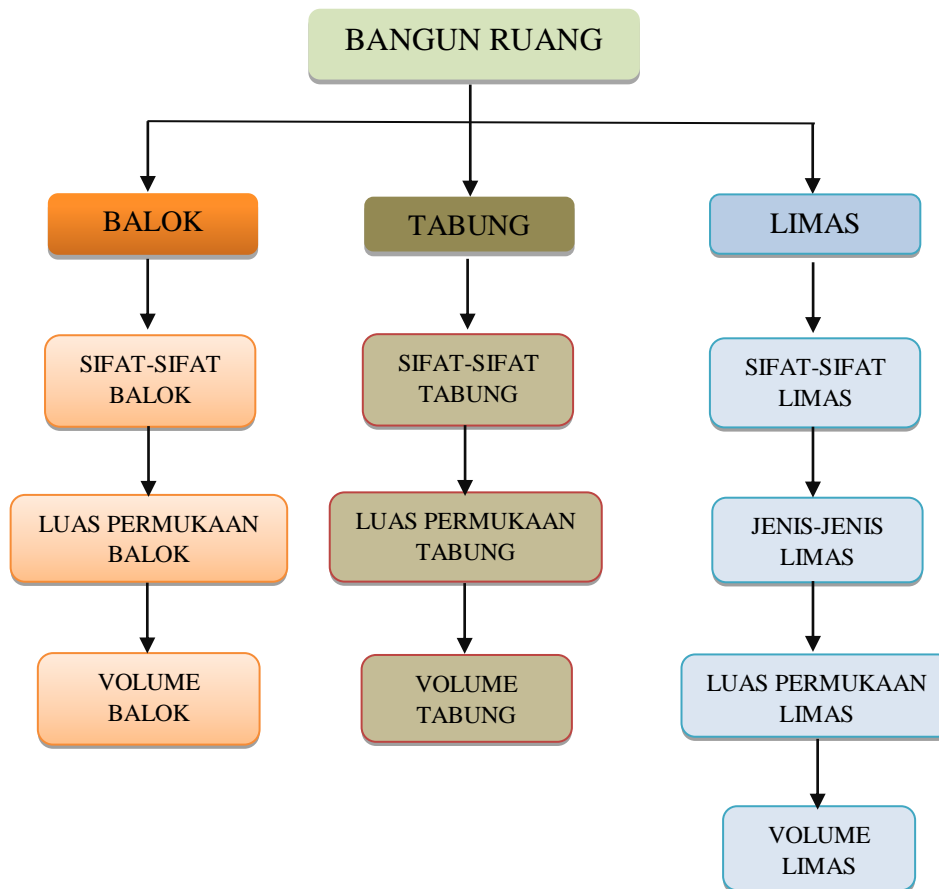 BANGUN RUANG
BALOK
TABUNG
LIMAS
SIFAT-SIFAT
BALOK
SIFAT-SIFAT
TABUNG
SIFAT-SIFAT
LIMAS
LUAS PERMUKAAN
BALOK
LUAS PERMUKAAN
TABUNG
JENIS-JENIS
LIMAS
VOLUME
BALOK
VOLUME
TABUNG
LUAS PERMUKAAN
LIMAS
VOLUME
LIMAS